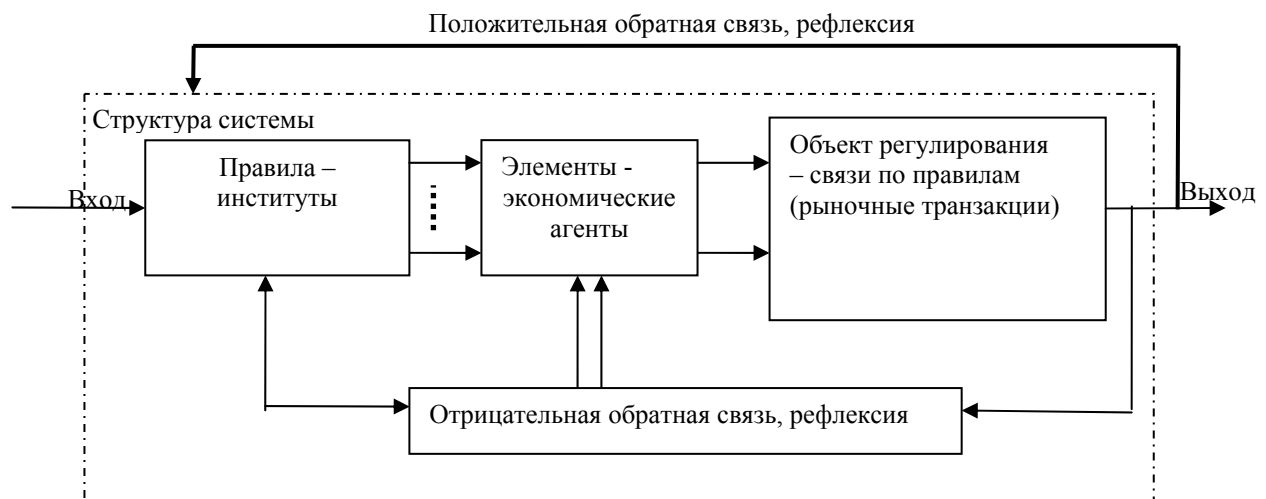 Положительная обратная связь, рефлексия
Структура системы
Вход
Правила –
институты
Элементы -
экономические
агенты
Объект регулирования
– связи по правилам
(рыночные транзакции)
Выход
Отрицательная обратная связь, рефлексия